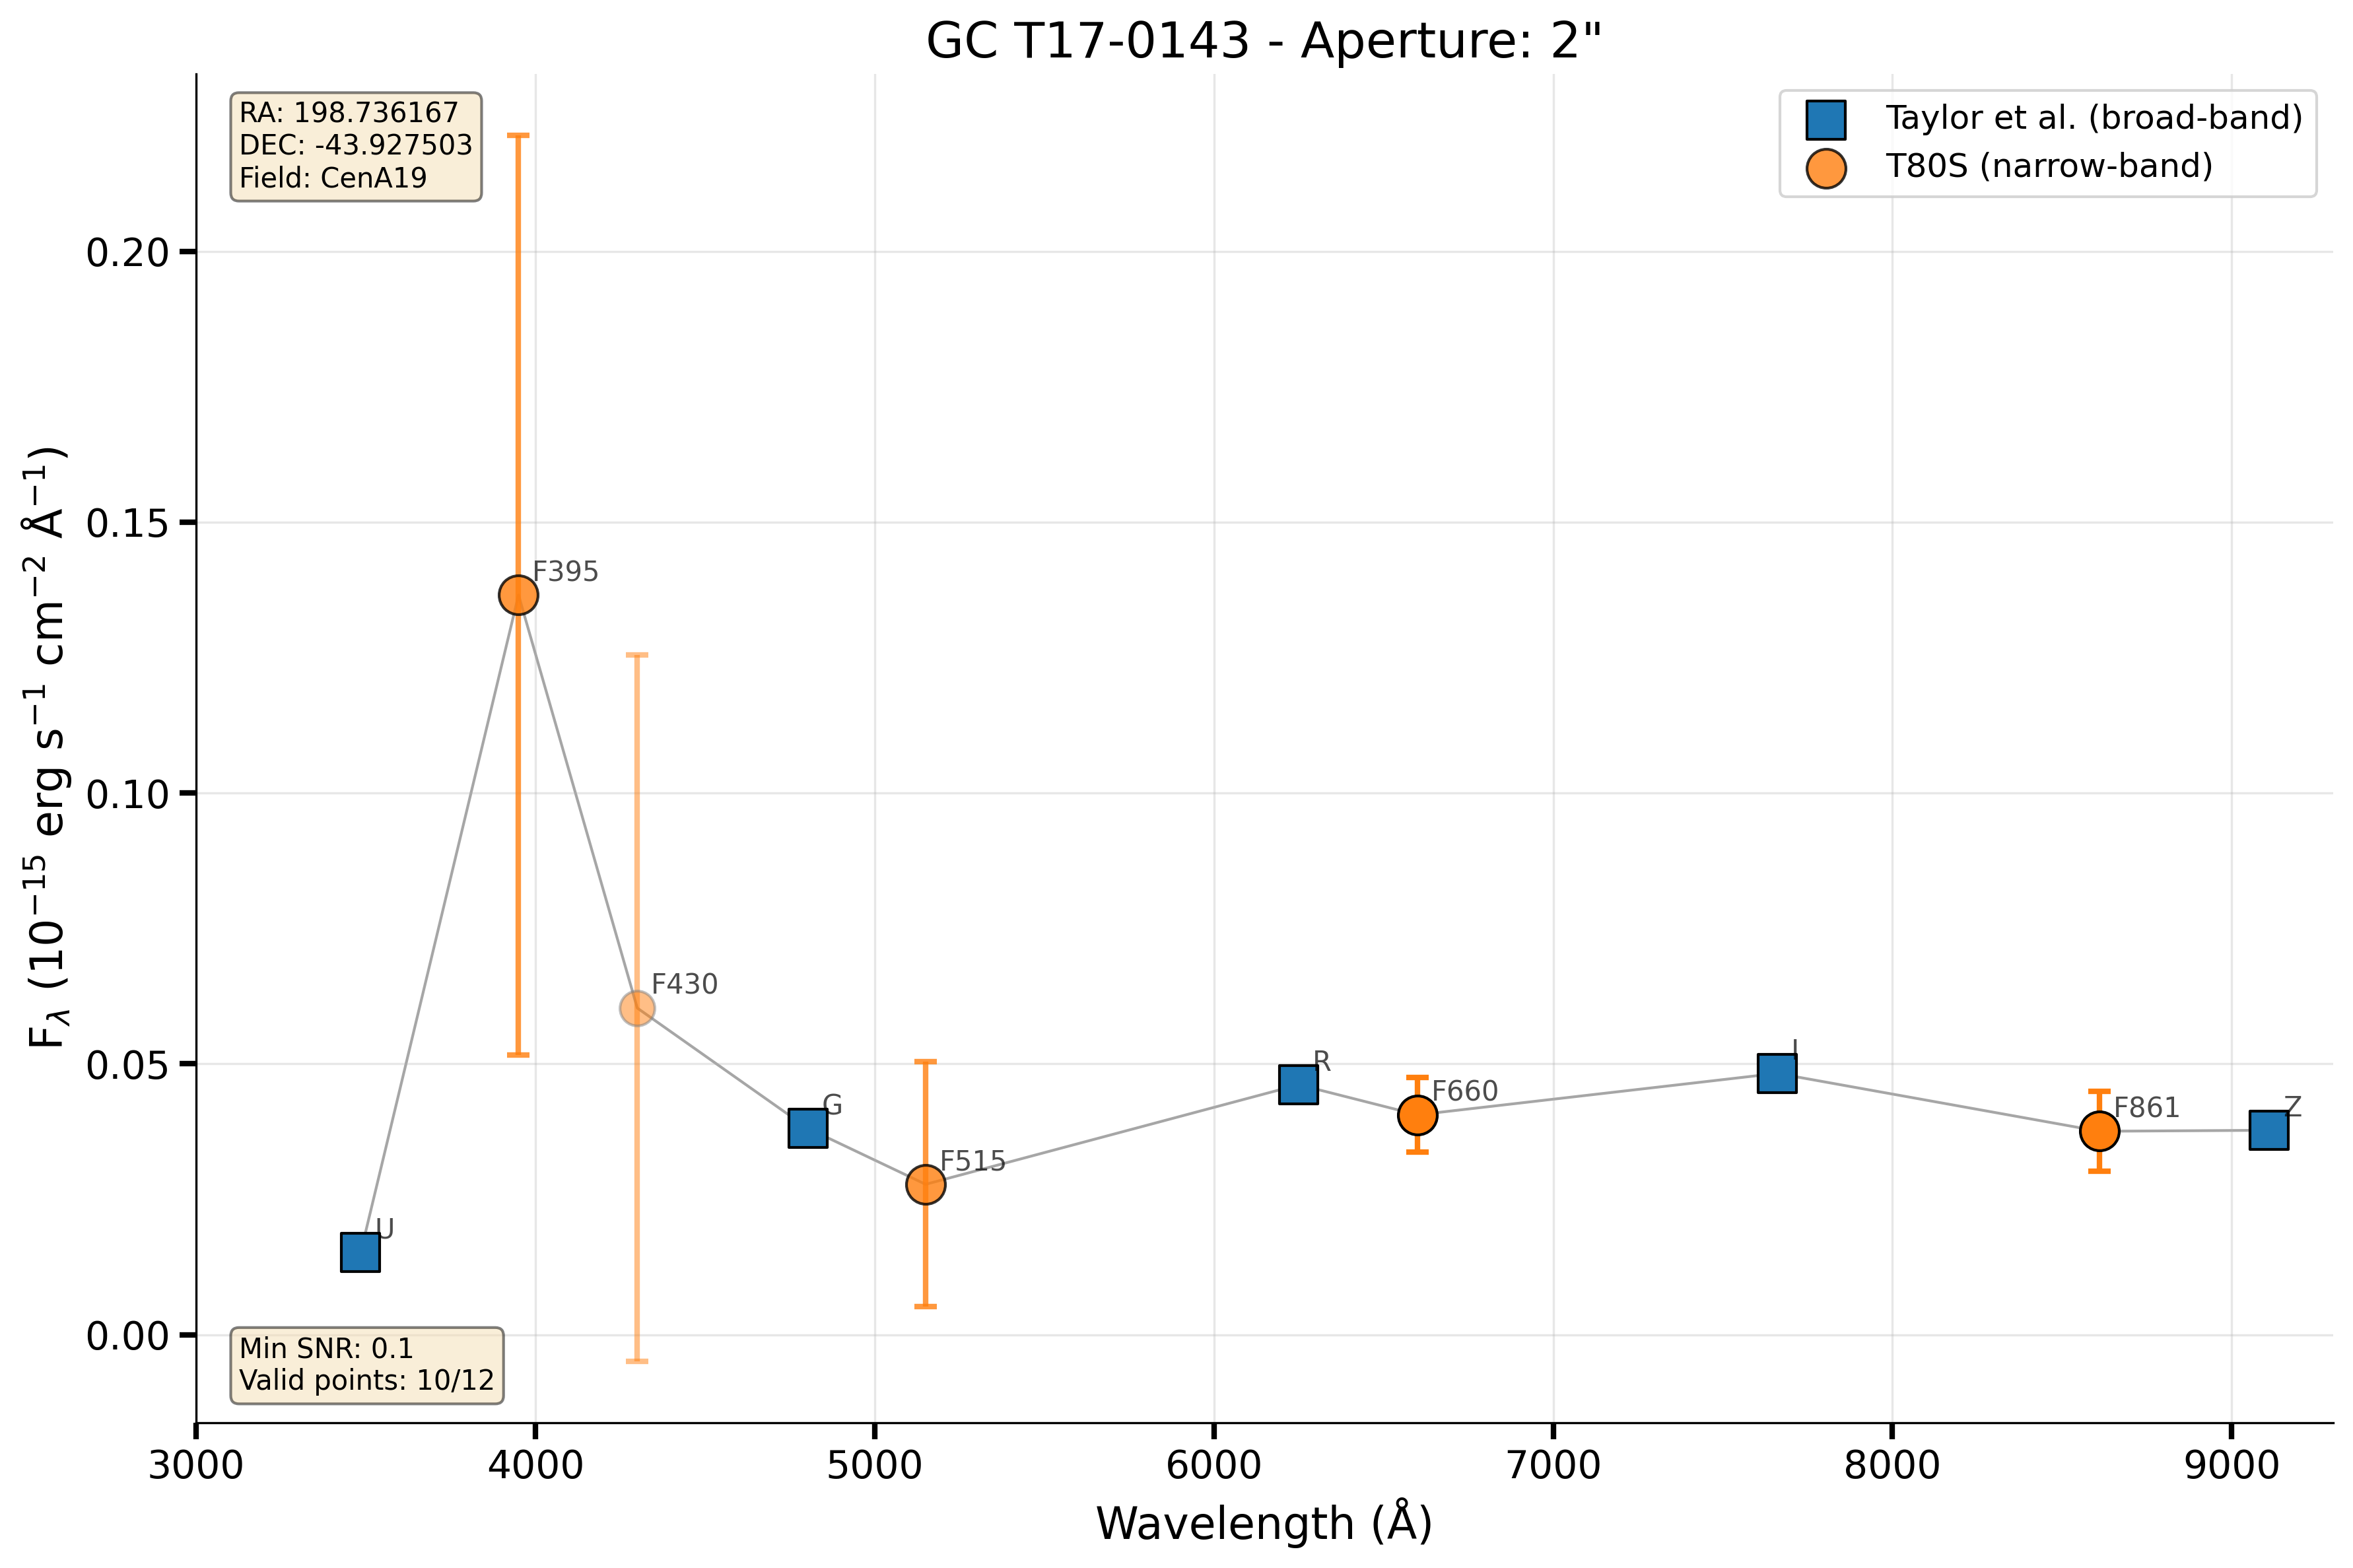 GC T17-0143 - Aperture: 2"
RA: 198.736167
DEC: -43.927503
Field: CenA19
Taylor et al. (broad-band)
T80S (narrow-band)
F_λ (10⁻¹⁵ erg s⁻¹ cm⁻² Å⁻¹)
0.20
0.15
0.10
0.05
0.00
F395
F430
U
G
F515
R
F660
I
F861
Z
Min SNR: 0.1
Valid points: 10/12
3000 4000 5000 6000 7000 8000 9000
Wavelength (Å)